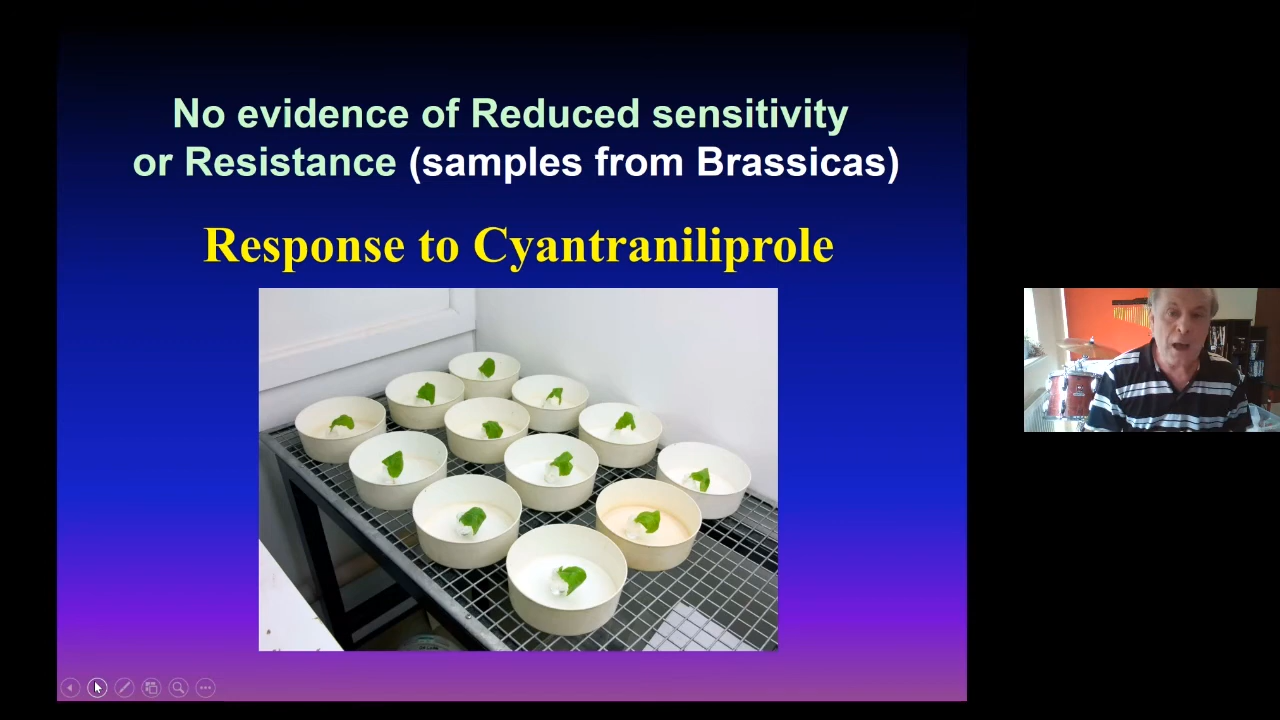 No evidence of Reduced sensitivity
or Resistance (samples from Brassicas)
Response to Cyantraniliprole